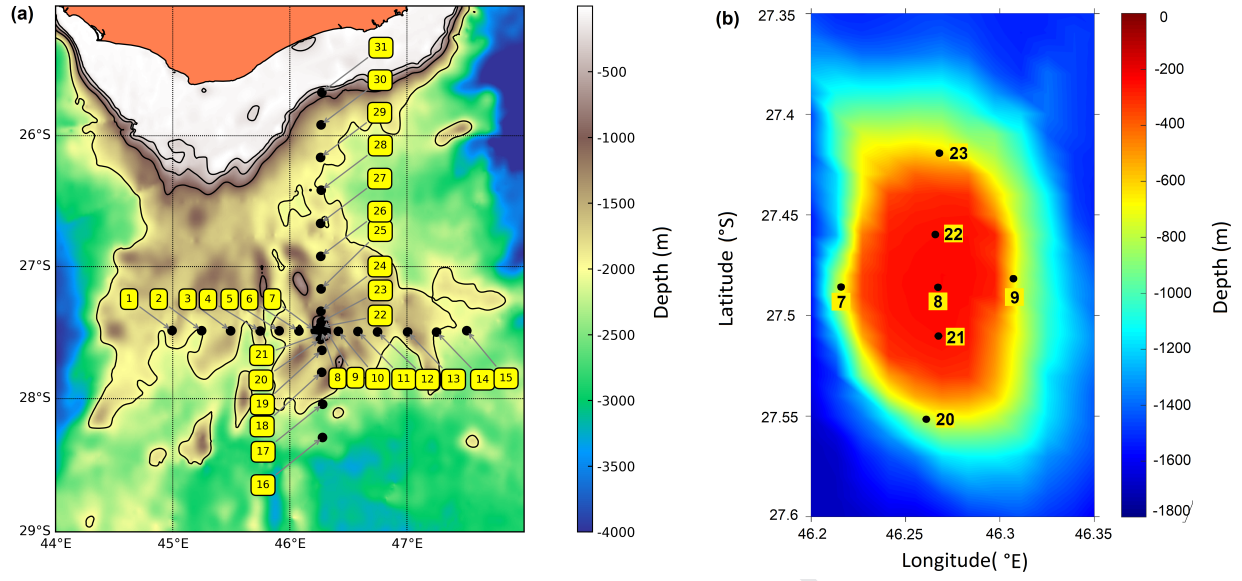 (a)
31
30
29
28
27
26
25
24
23
22
1 2 3 4 5 6 7
21
20
19
18
17
16
8 9 10 11 12 13 14 15
26°S
27°S
28°S
29°S
44°E 45°E 46°E 47°E
-500
-1000
-1500
-2000
-2500
-3000
-3500
-4000
Depth (m)
(b)
27.35
27.4
27.45
27.5
27.55
27.6
Latitude (°S)
23
22
7 8 9
21
20
46.2 46.25 46.3 46.35
Longitude( °E)
0
-200
-400
-600
-800
-1000
-1200
-1400
-1600
-1800
Depth (m)